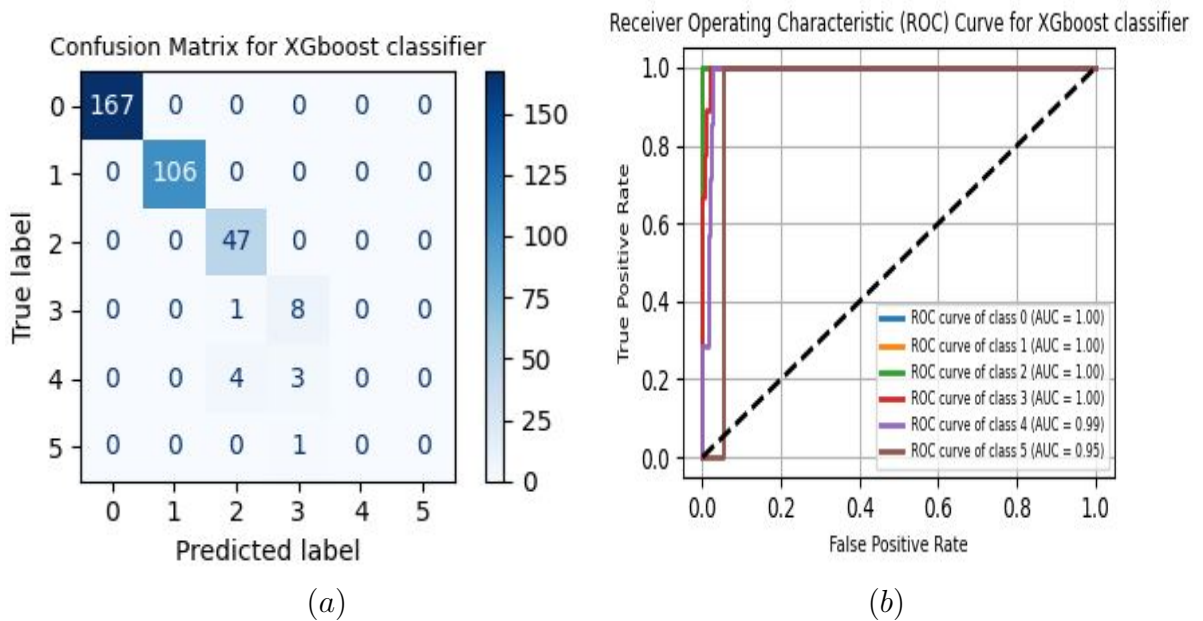 Confusion Matrix for XGboost classifier
True label
0 167 0 0 0 0 0
1 0 106 0 0 0 0
2 0 0 47 0 0 0
3 0 0 1 8 0 0
4 0 0 4 3 0 0
5 0 0 0 1 0 0
0 1 2 3 4 5
Predicted label
150
125
100
75
50
25
0
(a)
Receiver Operating Characteristic (ROC) Curve for XGboost classifier
True Positive Rate
1.0
0.8
0.6
0.4
0.2
0.0
ROC curve of class 0 (AUC = 1.00)
ROC curve of class 1 (AUC = 1.00)
ROC curve of class 2 (AUC = 1.00)
ROC curve of class 3 (AUC = 1.00)
ROC curve of class 4 (AUC = 0.99)
ROC curve of class 5 (AUC = 0.95)
0.0 0.2 0.4 0.6 0.8 1.0
False Positive Rate
(b)